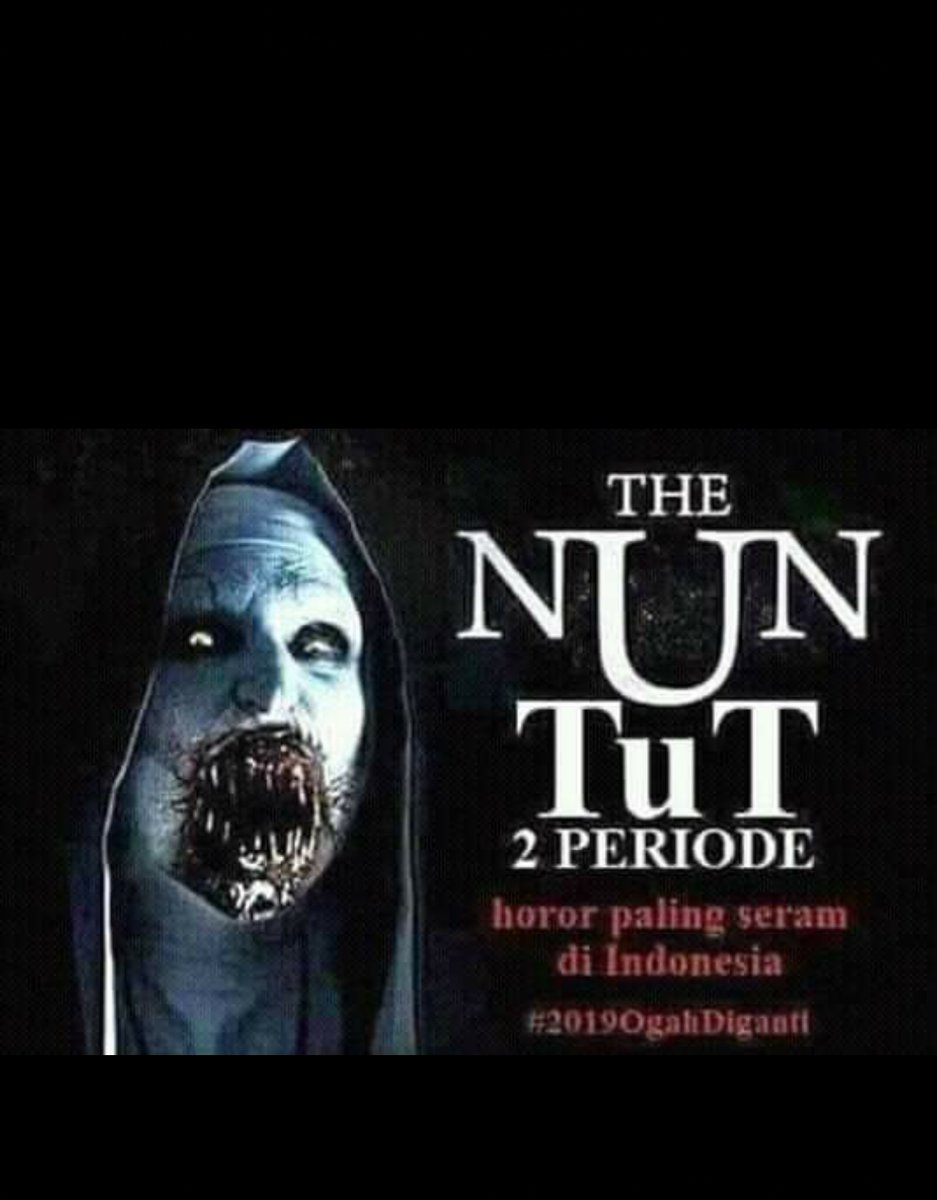 THE
NUN
TuT
2 PERIODE
horor paling seram
di Indonesia
#2019OgahDiganti